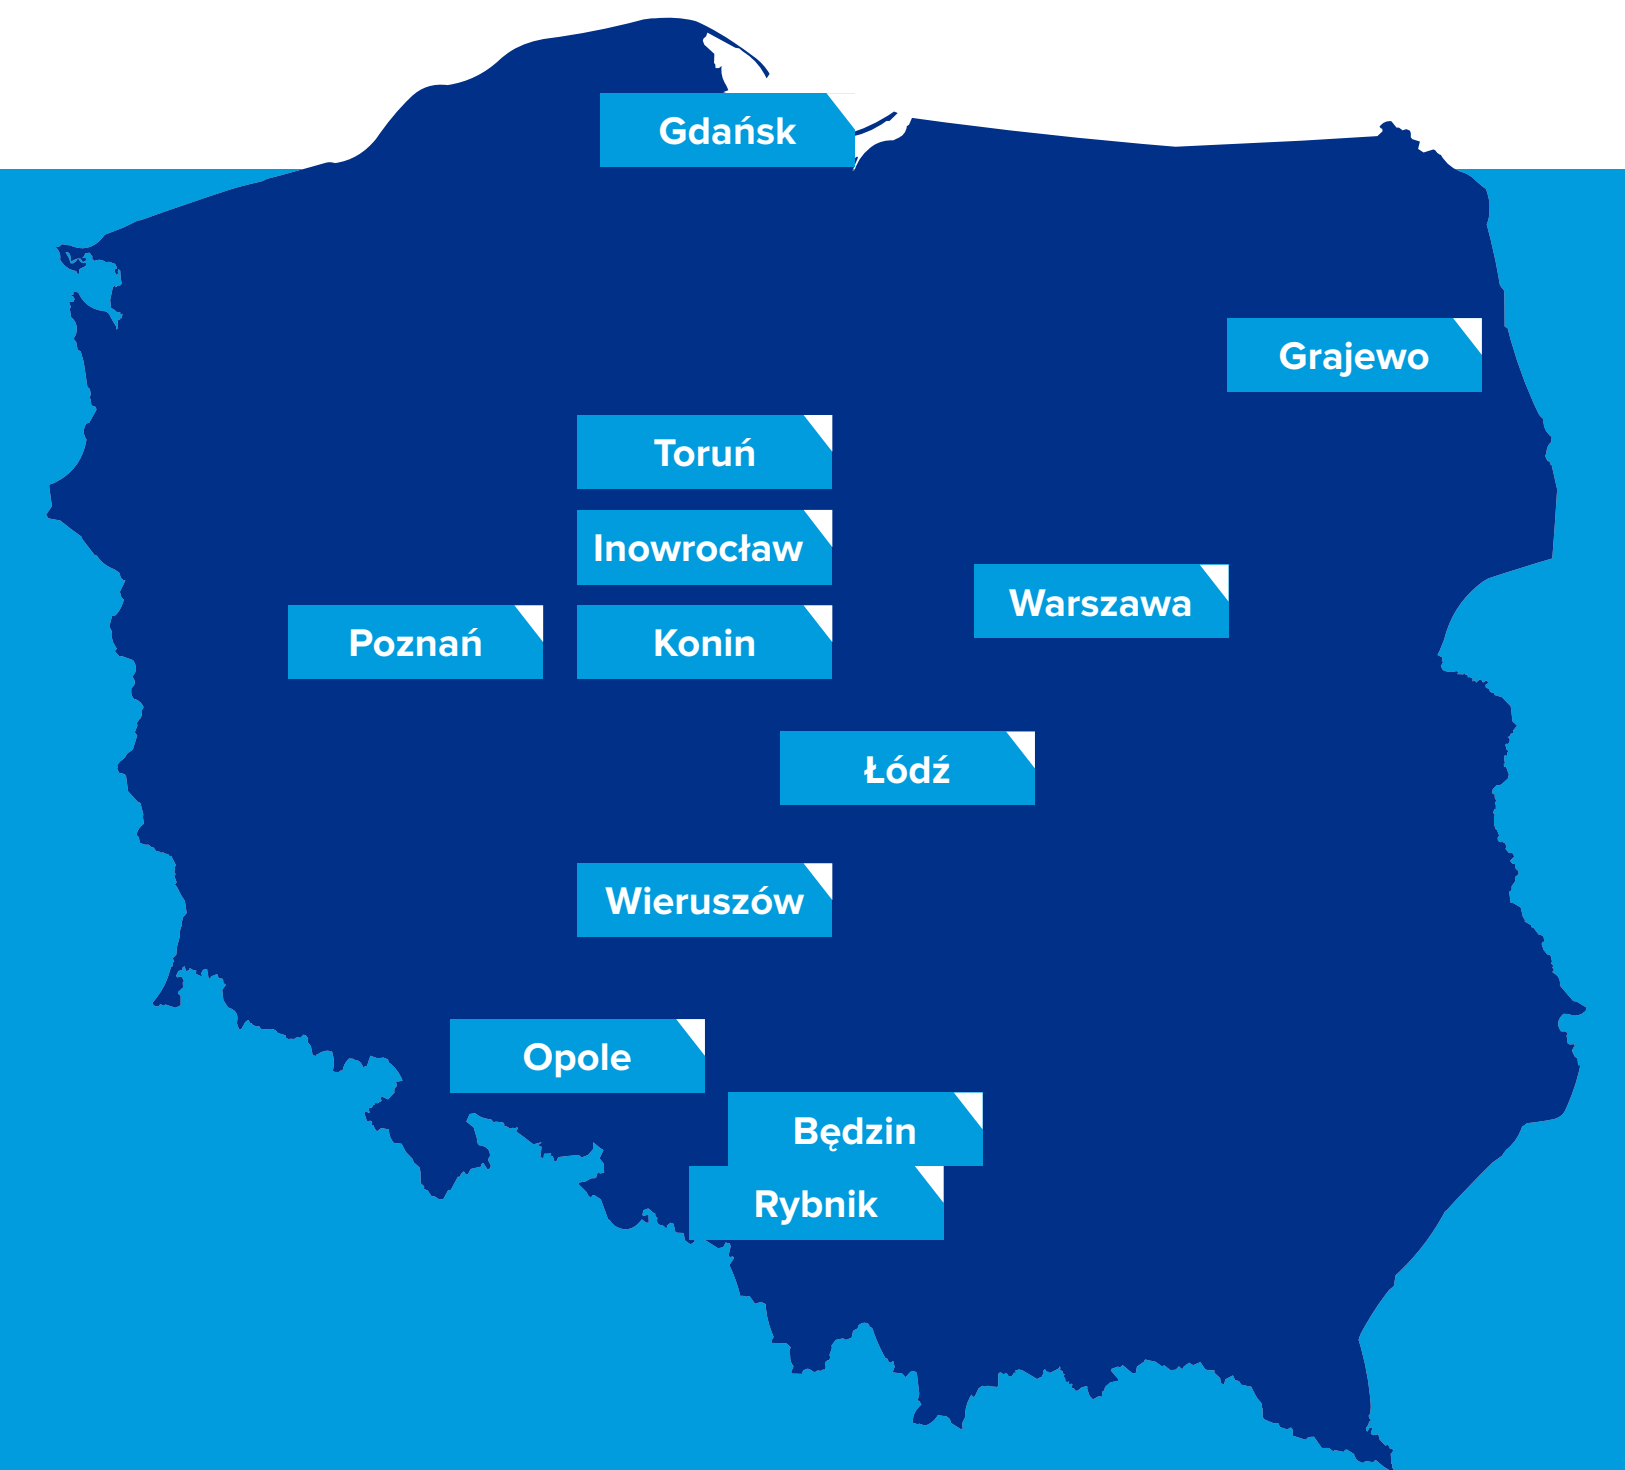 Gdańsk
Grajewo
Toruń
Inowrocław
Warszawa
Poznań
Konin
Łódź
Wieruszów
Opole
Będzin
Rybnik